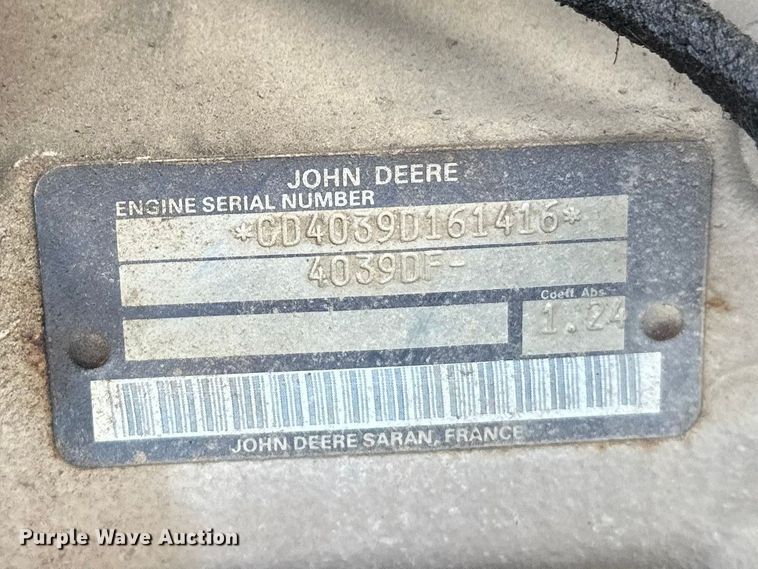 JOHN DEERE
ENGINE SERIAL NUMBER
*CD4039D161416*
4039DF-
Coeff. Abs.
1.24
JOHN DEERE SARAN, FRANCE
Purple Wave Auction